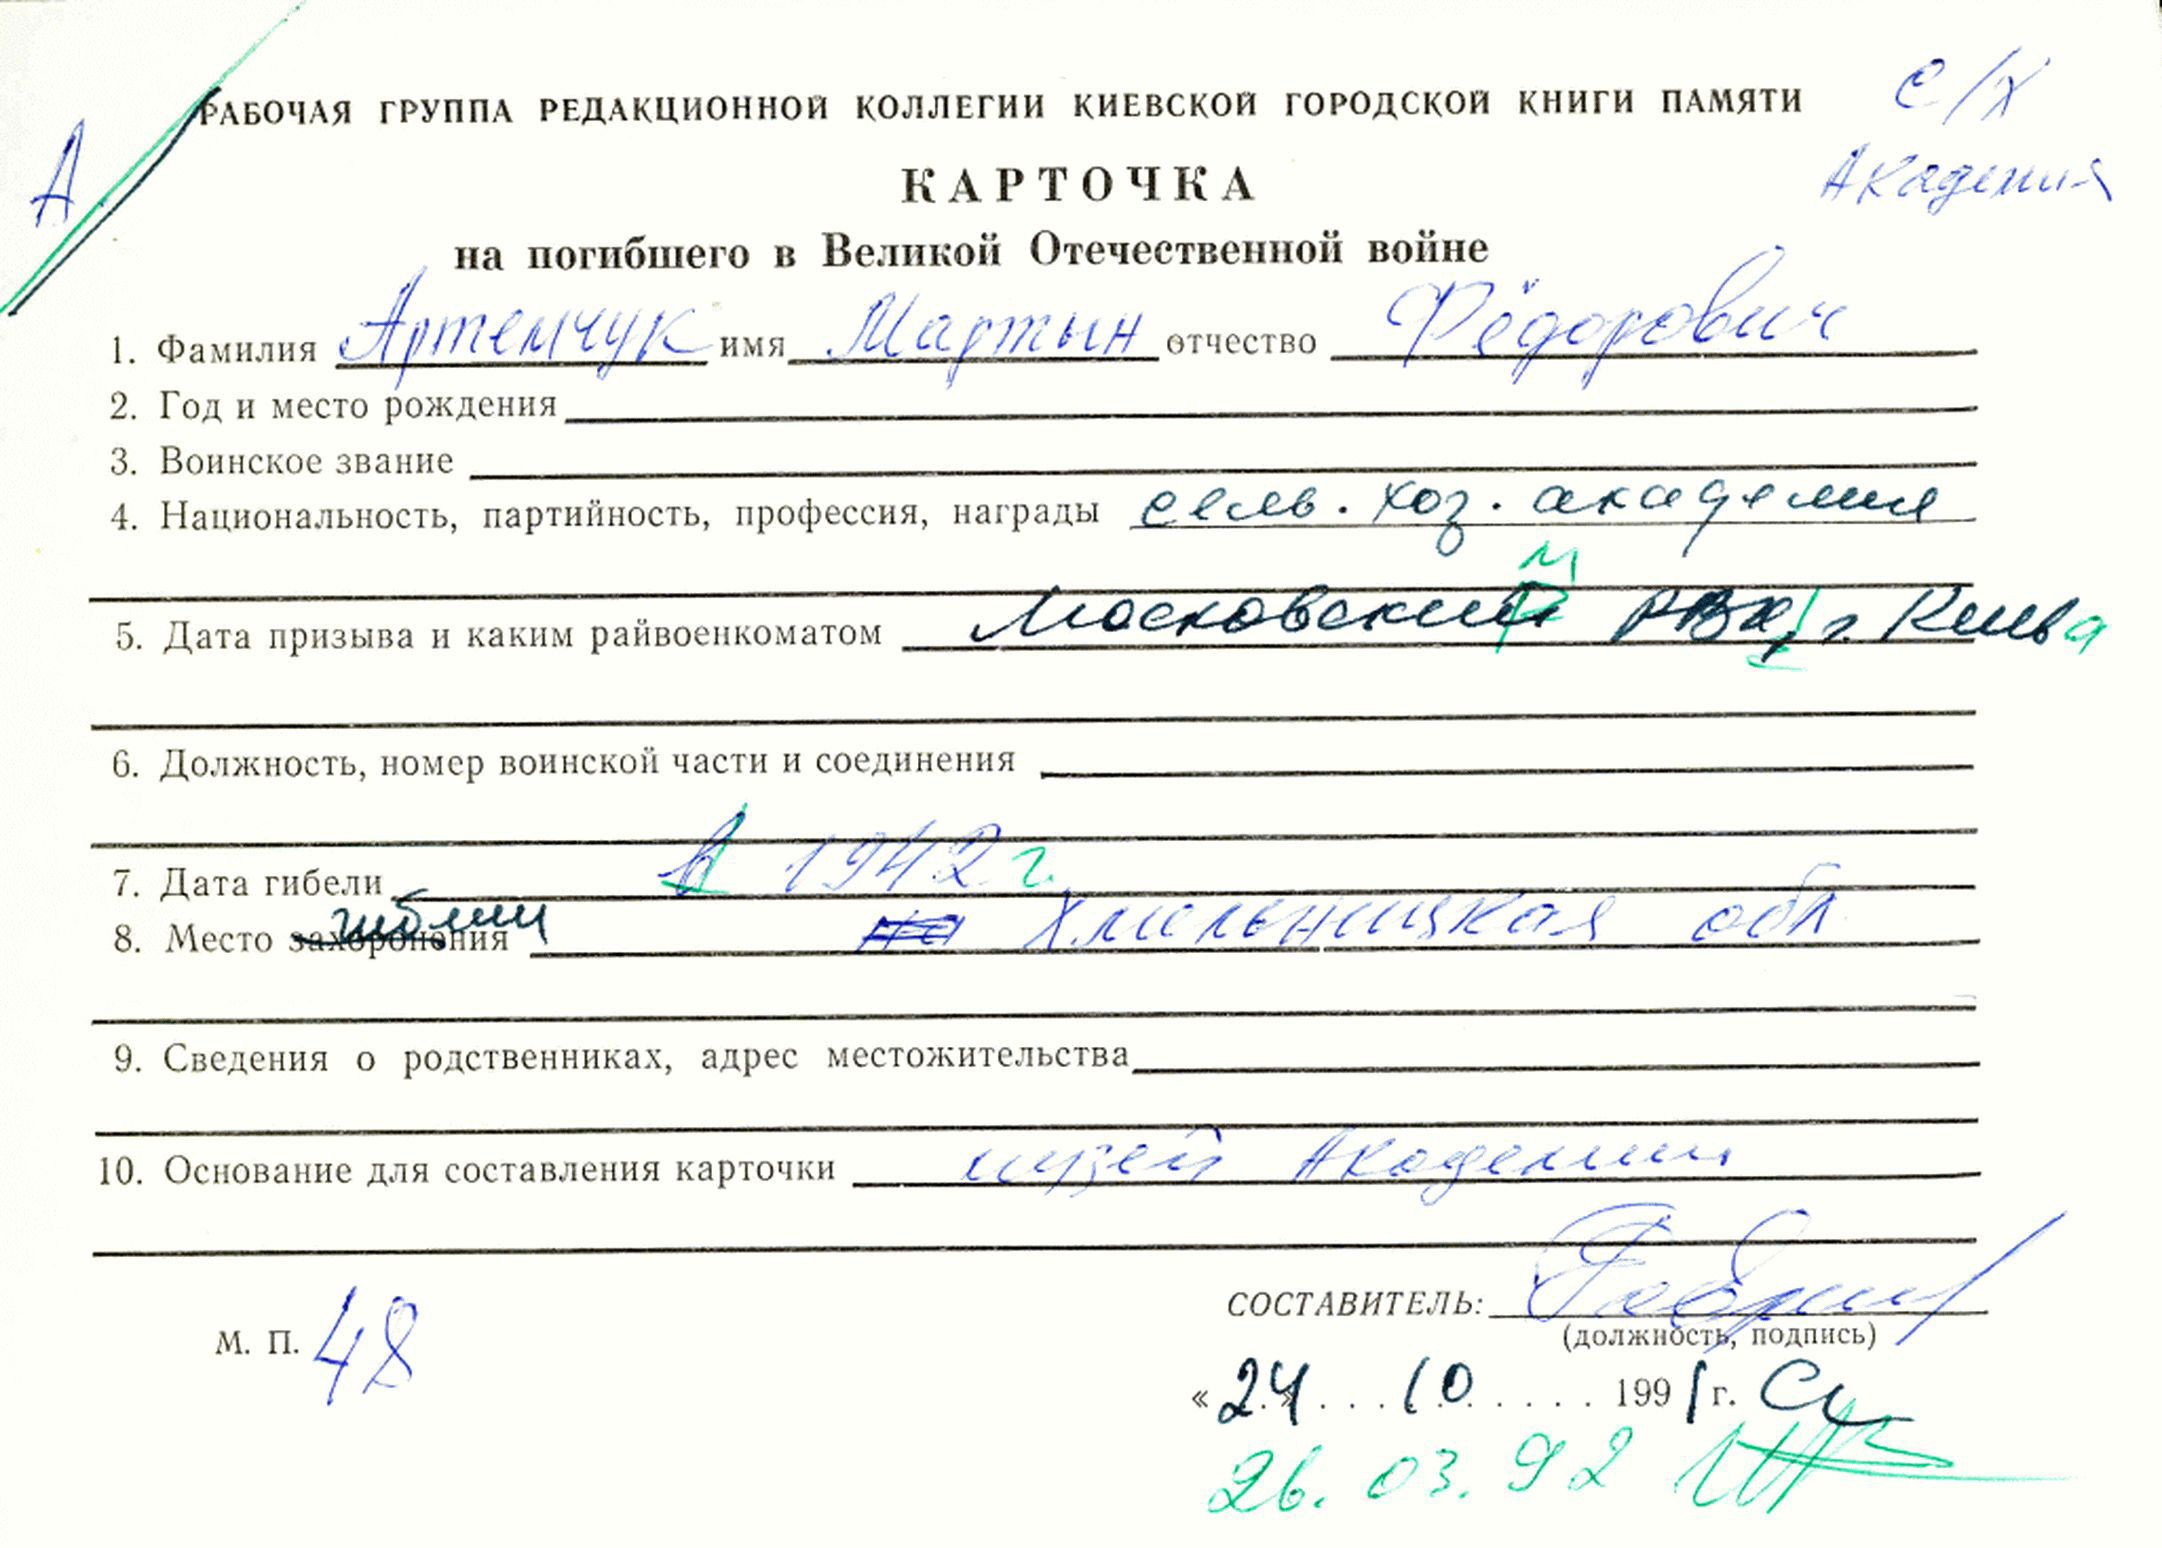 РАБОЧАЯ ГРУППА РЕДАКЦИОННОЙ КОЛЛЕГИИ КИЕВСКОЙ ГОРОДСКОЙ КНИГИ ПАМЯТИ
с/х
Академия
А
КАРТОЧКА
на погибшего в Великой Отечественной войне
1. Фамилия Артемчук имя Мартын отчество Фёдорович
2. Год и место рождения
3. Воинское звание
4. Национальность, партийность, профессия, награды сель. хоз. академия
5. Дата призыва и каким райвоенкоматом Московским РВК г. Киева
6. Должность, номер воинской части и соединения
7. Дата гибели в 1942 г.
гибели
8. Место захоронения на Хмельницкая обл
9. Сведения о родственниках, адрес местожительства
10. Основание для составления карточки музей Академии
СОСТАВИТЕЛЬ:
(должность, подпись)
М. П. 48
«24» 10 1991 г.
26.03.92